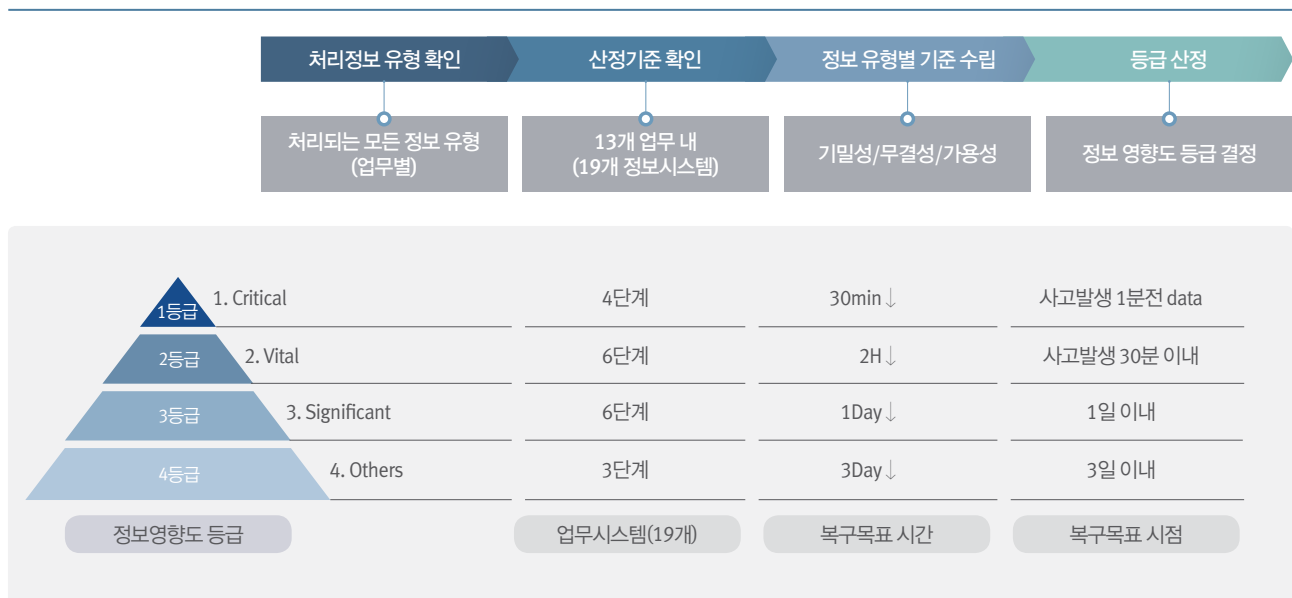 처리정보 유형 확인
산정기준 확인
정보 유형별 기준 수립
등급 산정
처리되는 모든 정보 유형
(업무별)
13개 업무 내
(19개 정보시스템)
기밀성/무결성/가용성
정보 영향도 등급 결정
1등급 1. Critical 4단계 30min↓ 사고발생 1분전 data
2등급 2. Vital 6단계 2H↓ 사고발생 30분 이내
3등급 3. Significant 6단계 1Day↓ 1일 이내
4등급 4. Others 3단계 3Day↓ 3일 이내
정보영향도 등급 업무시스템(19개) 복구목표 시간 복구목표 시점